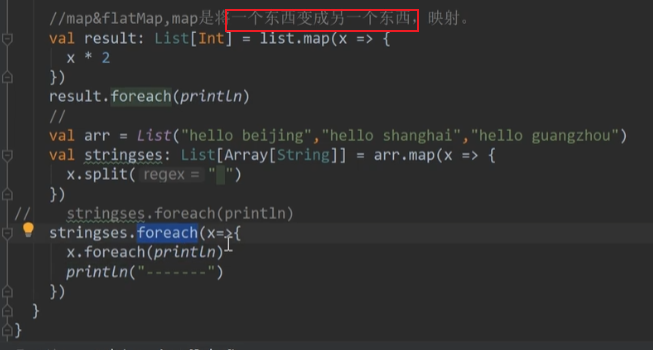 //map&flatMap,map是将一个东西变成另一个东西，映射。
val result: List[Int] = list.map(x => {
x * 2
})
result.foreach(println)
//
val arr = List("hello beijing","hello shanghai","hello guangzhou")
val stringses: List[Array[String]] = arr.map(x => {
x.split( regex = " ")
})
// stringses.foreach(println)
stringses.foreach(x=>{
x.foreach(println)
println("-------")
})
}
}